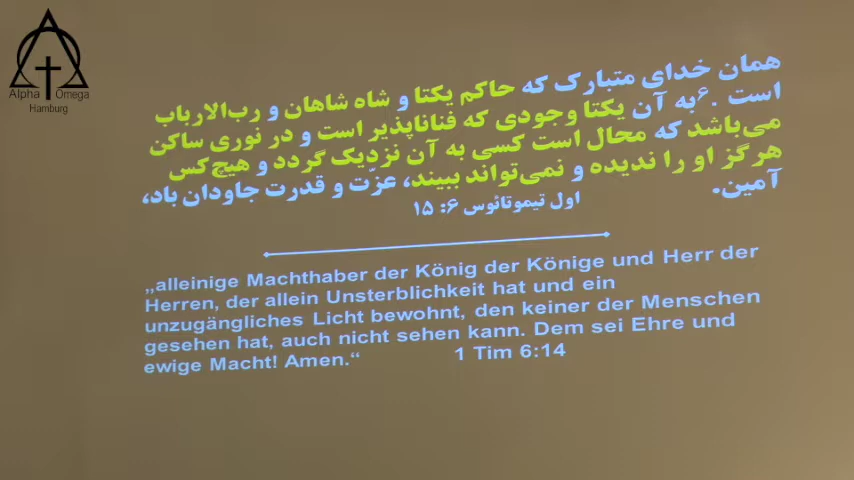 Alpha Omega
Hamburg
همان خدای متبارک که حاکم یکتا و شاه شاهان و رب‌الارباب
است .۶به آن یکتا وجودی که فناناپذیر است و در نوری ساکن
می‌باشد که محال است کسی به آن نزدیک گردد و هیچ‌کس
هرگز او را ندیده و نمی‌تواند ببیند، عزّت و قدرت جاودان باد،
آمین.
اول تیموتائوس ۶: ۱۵
„alleinige Machthaber der König der Könige und Herr der
Herren, der allein Unsterblichkeit hat und ein
unzugängliches Licht bewohnt, den keiner der Menschen
gesehen hat, auch nicht sehen kann. Dem sei Ehre und
ewige Macht! Amen.“ 1 Tim 6:14